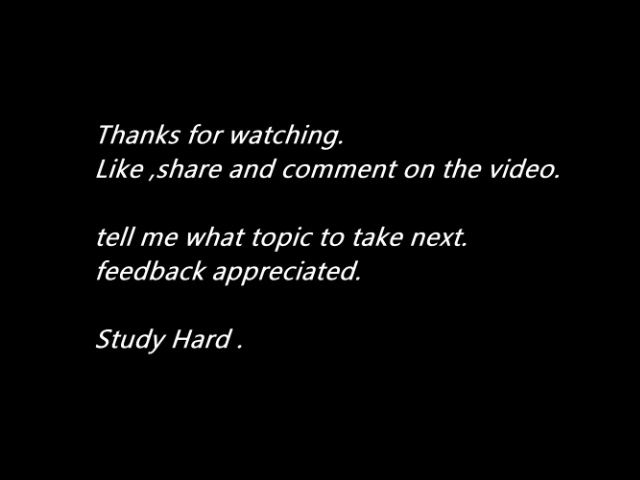 Thanks for watching.
Like ,share and comment on the video.
tell me what topic to take next.
feedback appreciated.
Study Hard .